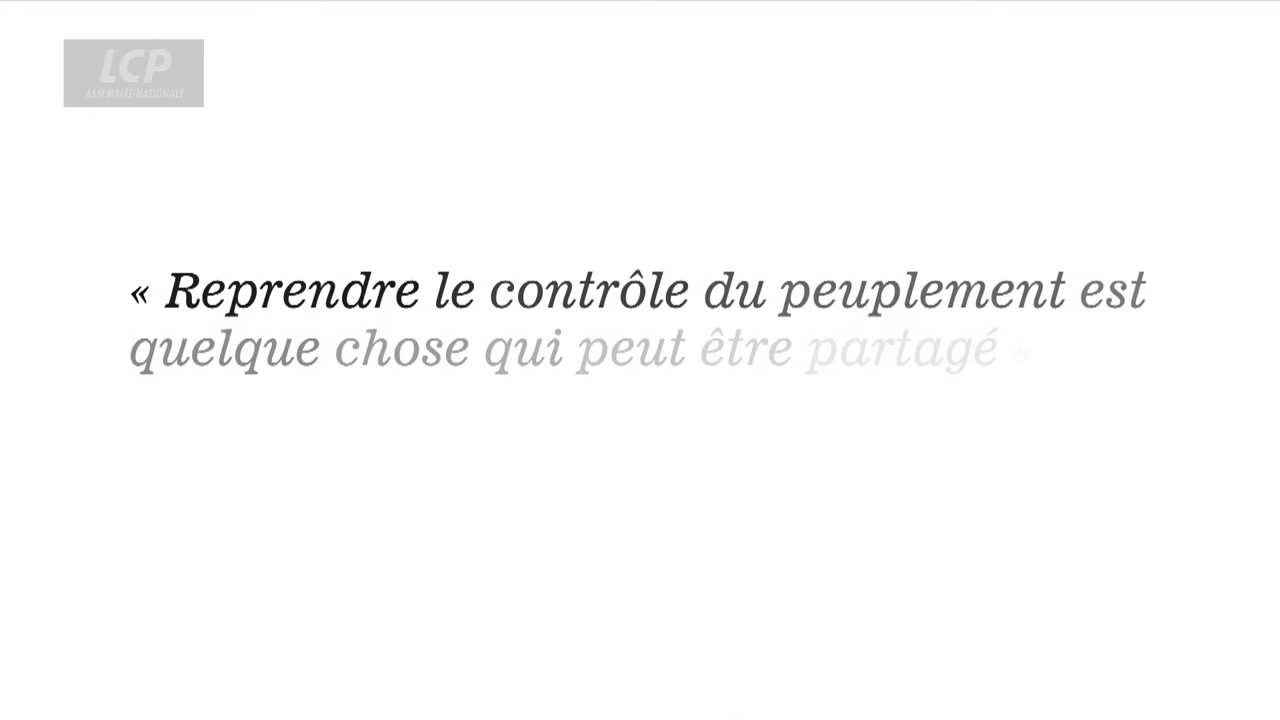 LCP
ASSEMBLÉE NATIONALE
« Reprendre le contrôle du peuplement est
quelque chose qui peut être partagé »